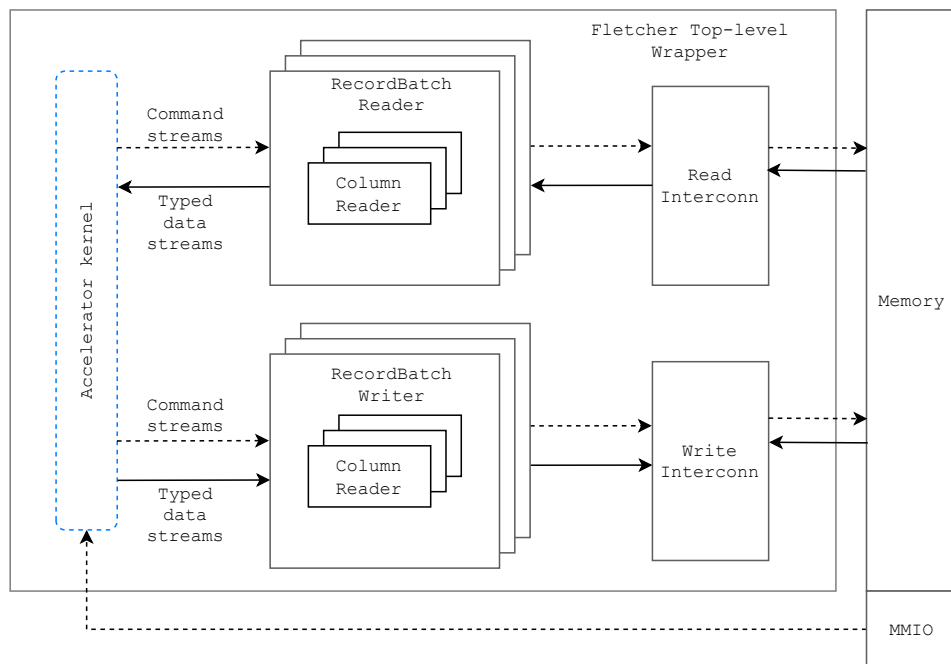 Fletcher Top-level
Wrapper
RecordBatch
Reader
Command
streams
Column
Reader
Read
Interconn
Typed
data
streams
Accelerator kernel
Memory
RecordBatch
Writer
Command
streams
Column
Reader
Write
Interconn
Typed
data
streams
MMIO